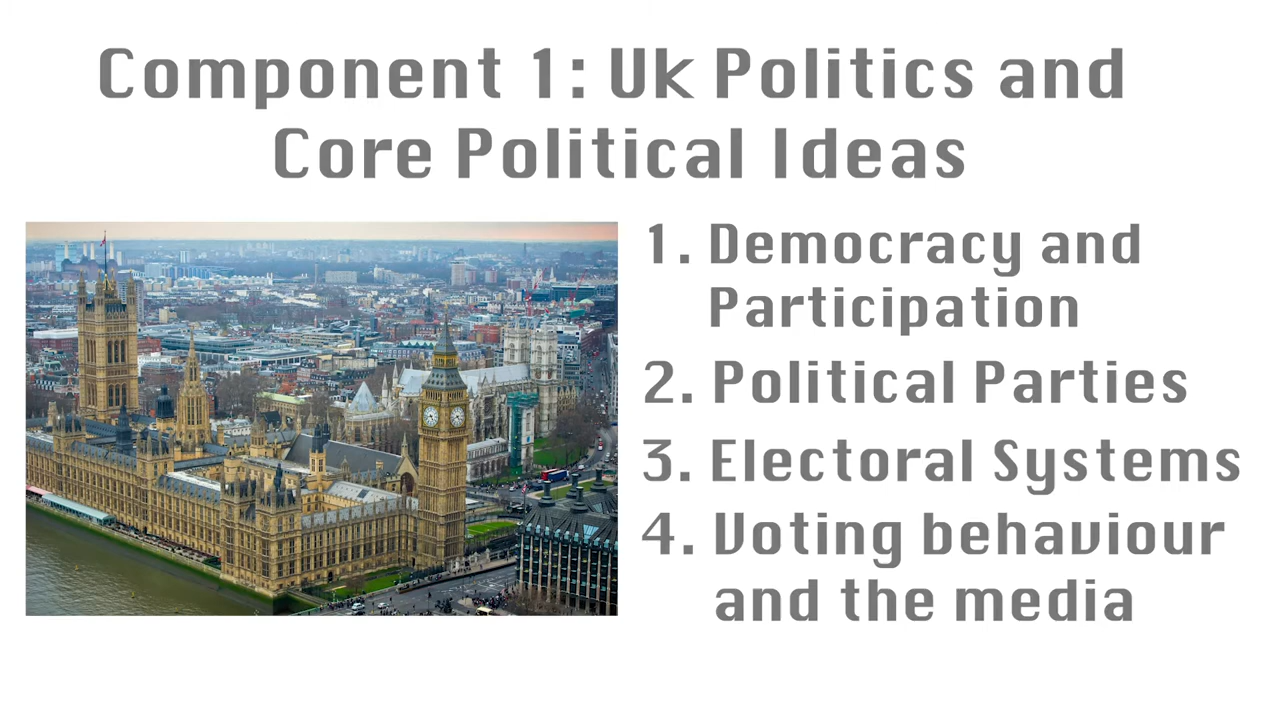 Component 1: Uk Politics and
Core Political Ideas
1. Democracy and
Participation
2. Political Parties
3. Electoral Systems
4. Voting behaviour
and the media